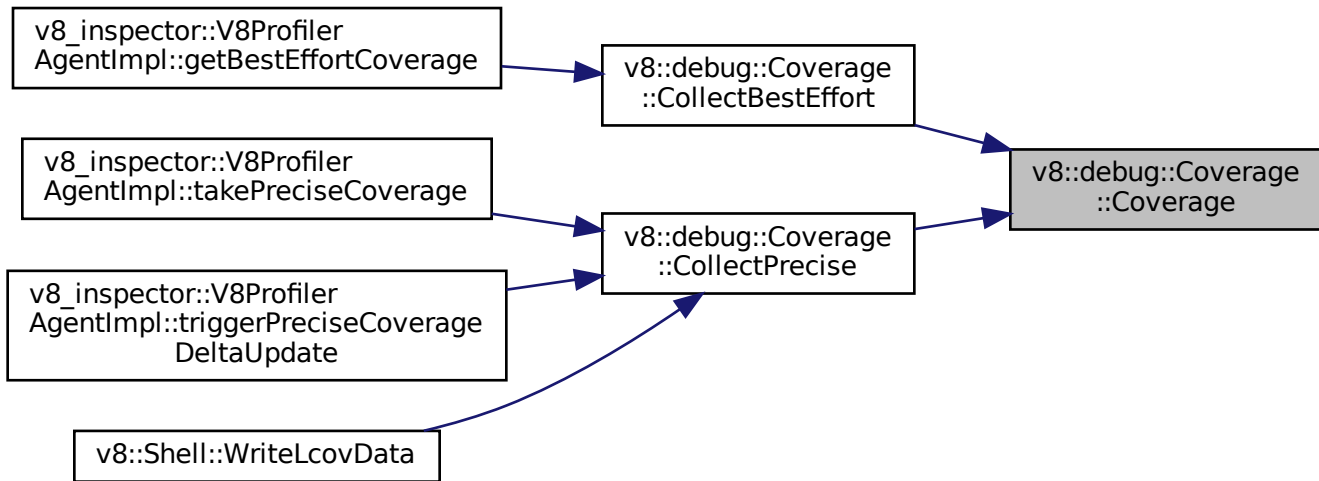 v8_inspector::V8Profiler
AgentImpl::getBestEffortCoverage
v8::debug::Coverage
::CollectBestEffort
v8_inspector::V8Profiler
AgentImpl::takePreciseCoverage
v8::debug::Coverage
::Coverage
v8::debug::Coverage
::CollectPrecise
v8_inspector::V8Profiler
AgentImpl::triggerPreciseCoverage
DeltaUpdate
v8::Shell::WriteLcovData